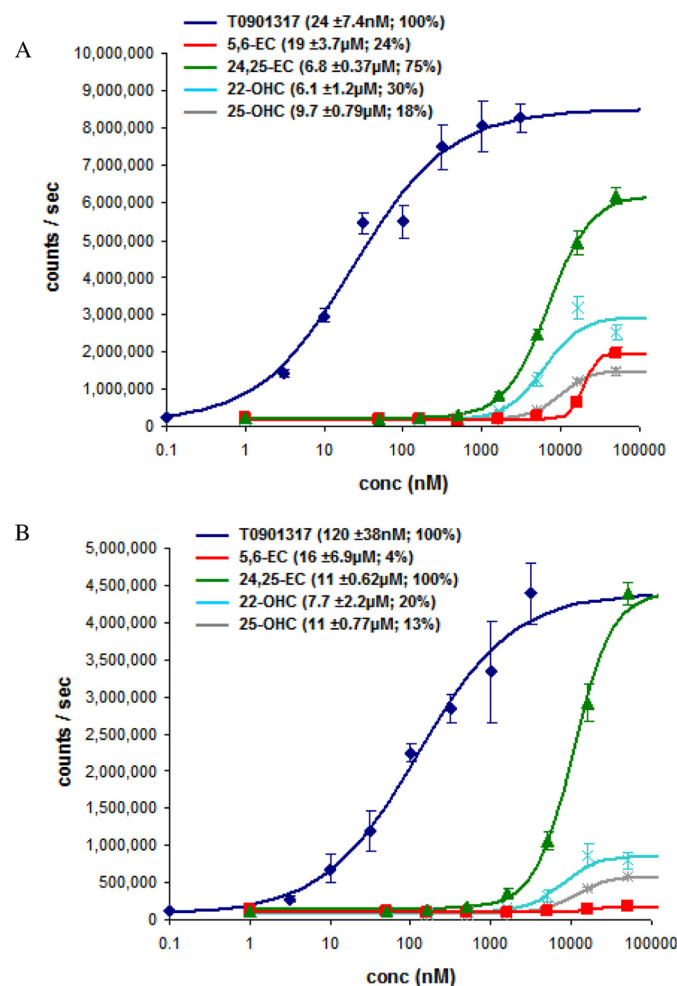 A
T0901317 (24 ±7.4nM; 100%)
5,6-EC (19 ±3.7µM; 24%)
24,25-EC (6.8 ±0.37µM; 75%)
22-OHC (6.1 ±1.2µM; 30%)
25-OHC (9.7 ±0.79µM; 18%)
10,000,000
9,000,000
8,000,000
7,000,000
6,000,000
5,000,000
4,000,000
3,000,000
2,000,000
1,000,000
0
counts / sec
0.1 1 10 100 1000 10000 100000
conc (nM)
B
T0901317 (120 ±38nM; 100%)
5,6-EC (16 ±6.9µM; 4%)
24,25-EC (11 ±0.62µM; 100%)
22-OHC (7.7 ±2.2µM; 20%)
25-OHC (11 ±0.77µM; 13%)
5,000,000
4,500,000
4,000,000
3,500,000
3,000,000
2,500,000
2,000,000
1,500,000
1,000,000
500,000
0
counts / sec
0.1 1 10 100 1000 10000 100000
conc (nM)